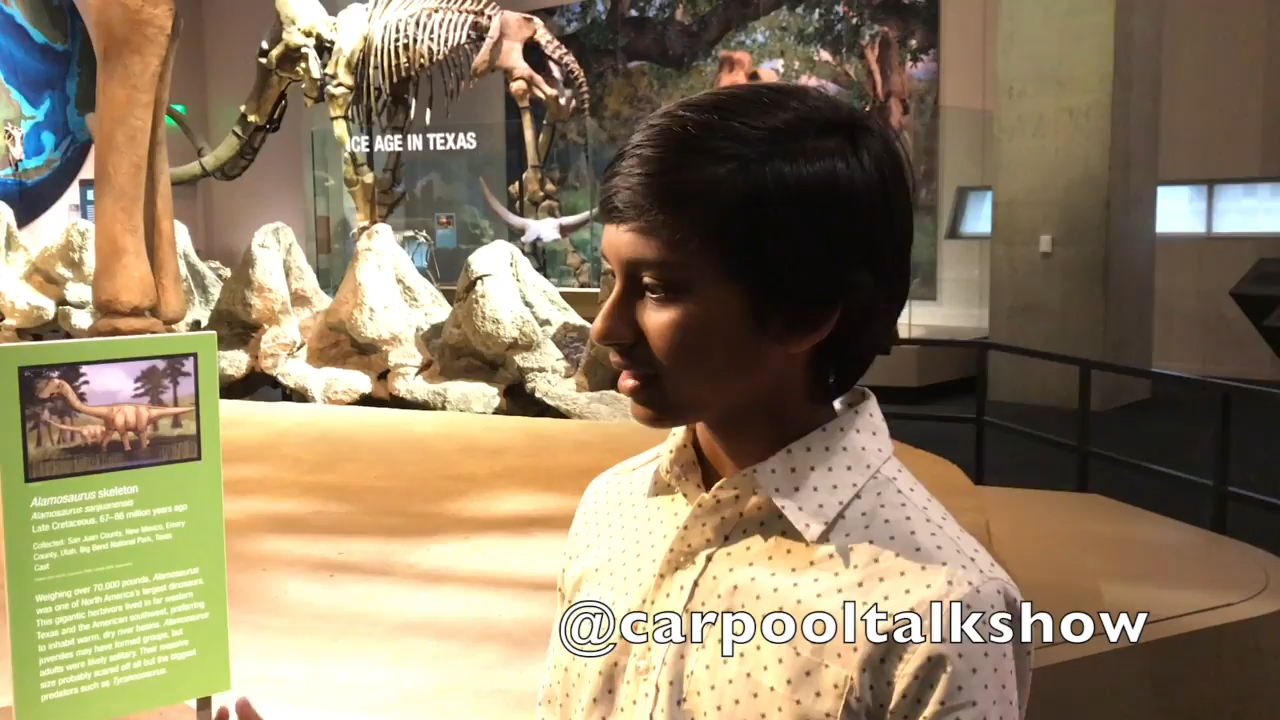 ICE AGE IN TEXAS
Alamosaurus skeleton
Alamosaurus sanjuanensis
Late Cretaceous, 67–66 million years ago
Collected: San Juan County, New Mexico, Emery
County, Utah, Big Bend National Park, Texas
Cast
Weighing over 70,000 pounds, Alamosaurus
was one of North America's largest dinosaurs.
This gigantic herbivore lived in far western
Texas and the American southwest, preferring
to inhabit warm, dry river basins. Alamosaurus
juveniles may have formed groups, but
adults were likely solitary. Their massive
size probably scared off all but the biggest
predators such as Tyrannosaurus.
@carpooltalkshow